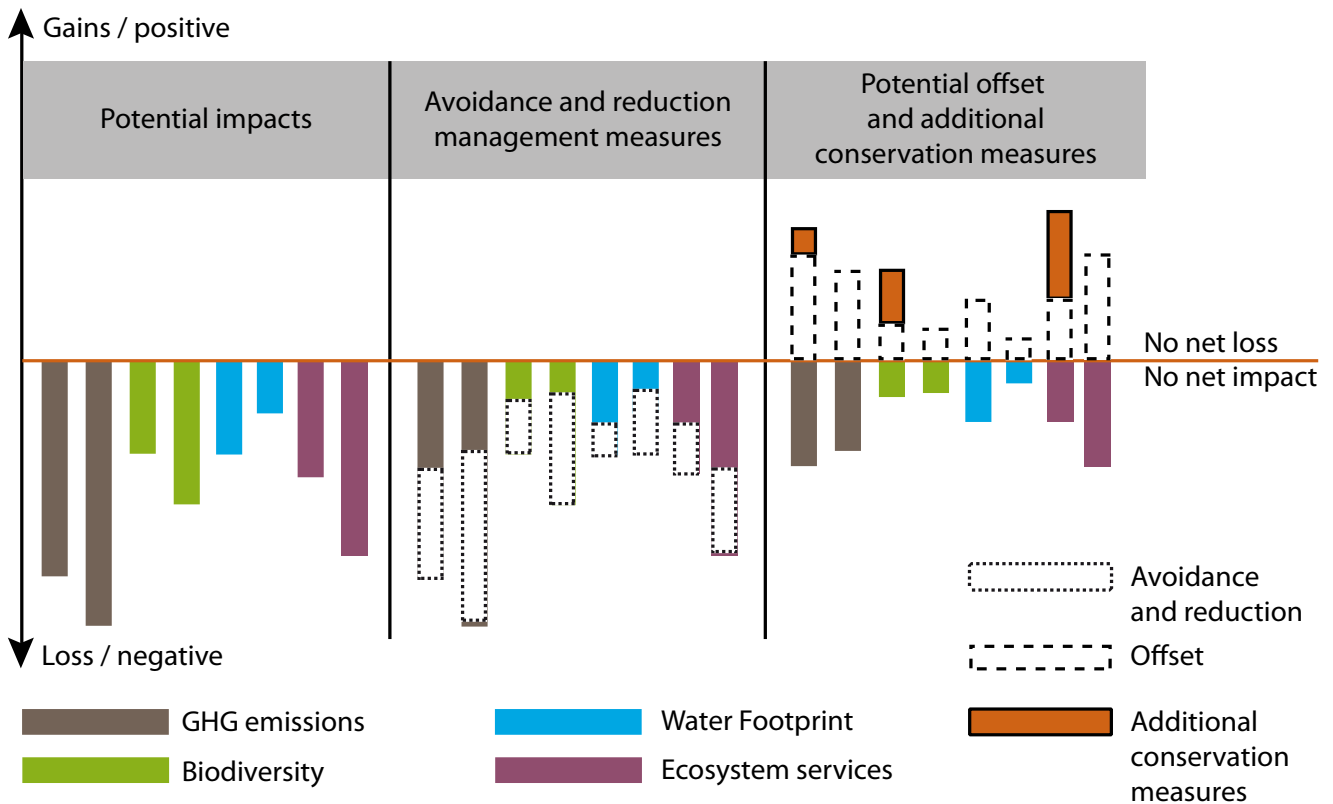 Gains / positive
Potential impacts
Avoidance and reduction
management measures
Potential offset
and additional
conservation measures
No net loss
No net impact
Loss / negative
Avoidance
and reduction
Offset
Additional
conservation
measures
GHG emissions
Biodiversity
Water Footprint
Ecosystem services